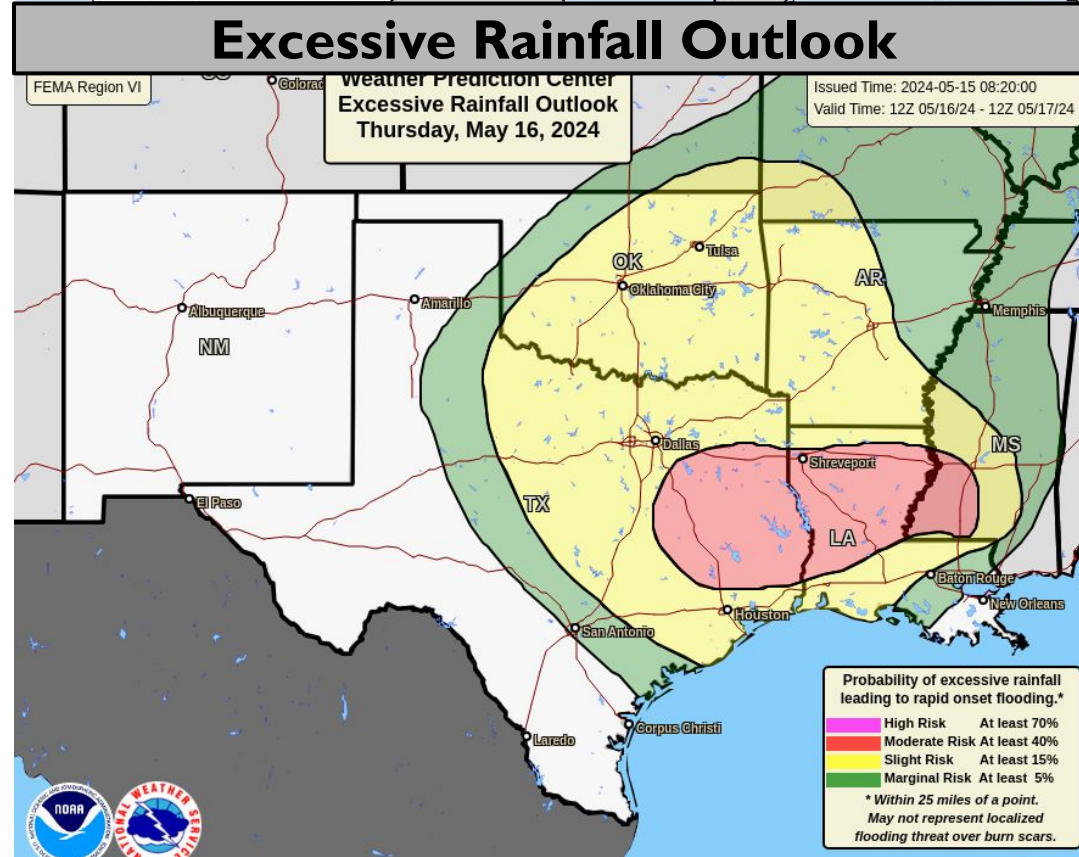 Excessive Rainfall Outlook
FEMA Region VI
Weather Prediction Center
Excessive Rainfall Outlook
Thursday, May 16, 2024
Issued Time: 2024-05-15 08:20:00
Valid Time: 12Z 05/16/24 - 12Z 05/17/24
Tulsa
OK
Oklahoma City
AR
Amarillo
Albuquerque
Memphis
NM
Dallas
MS
Shreveport
El Paso
TX
LA
Baton Rouge
New Orleans
Houston
San Antonio
Corpus Christi
Laredo
Probability of excessive rainfall
leading to rapid onset flooding.*
High Risk At least 70%
Moderate Risk At least 40%
Slight Risk At least 15%
Marginal Risk At least 5%
* Within 25 miles of a point.
May not represent localized
flooding threat over burn scars.
NOAA
NATIONAL WEATHER SERVICE